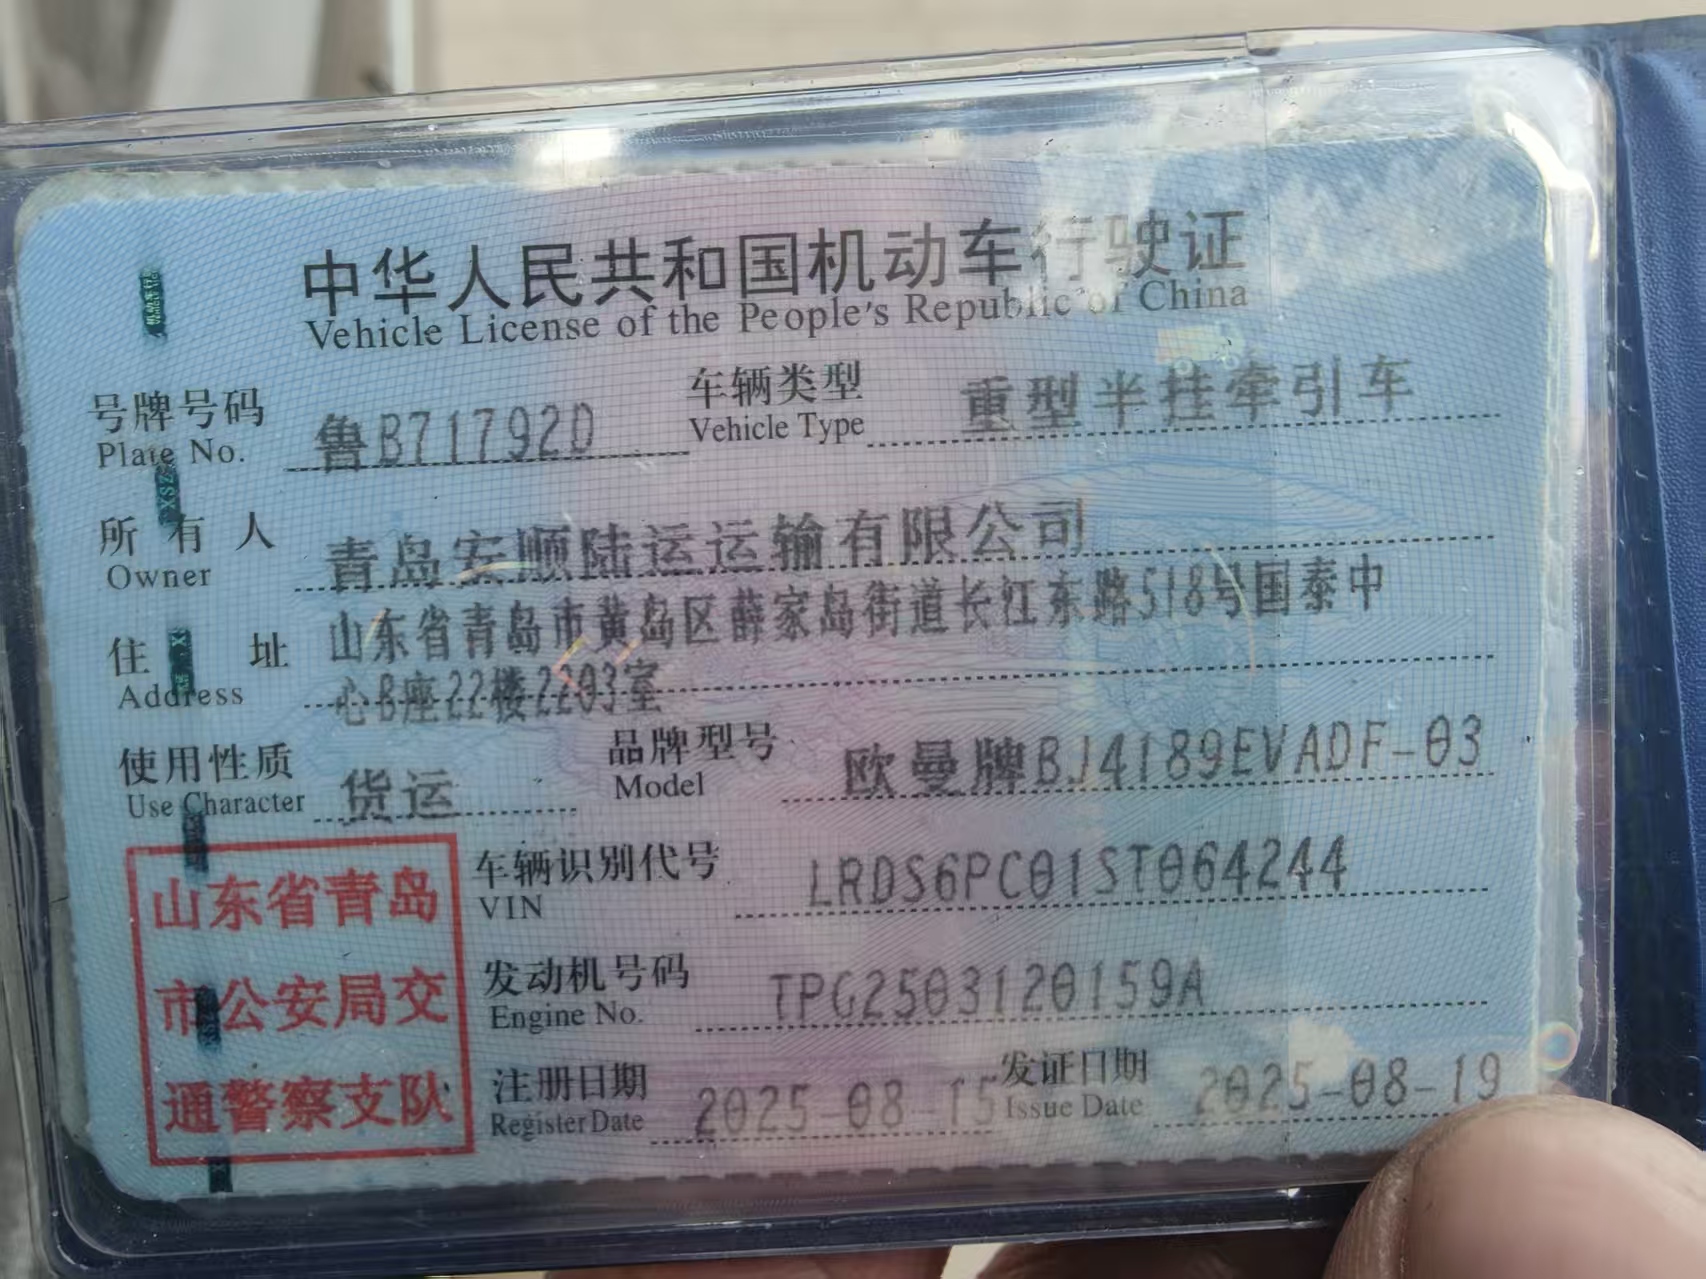 中华人民共和国机动车行驶证
Vehicle License of the People's Republic of China
号牌号码 鲁B71792D 车辆类型 重型半挂牵引车
Plate No. Vehicle Type
所有人 青岛安顺陆运运输有限公司
Owner
住址 山东省青岛市黄岛区薛家岛街道长江东路518号国泰中
Address 心B座22楼2203室
使用性质 货运 品牌型号 欧曼牌BJ4189EVADF-03
Use Character Model
山东省青岛
市公安局交
通警察支队
车辆识别代号 LRDS6PC01ST064244
VIN
发动机号码 TPG2503120159A
Engine No.
注册日期 2025-08-15 发证日期 2025-08-19
Register Date Issue Date